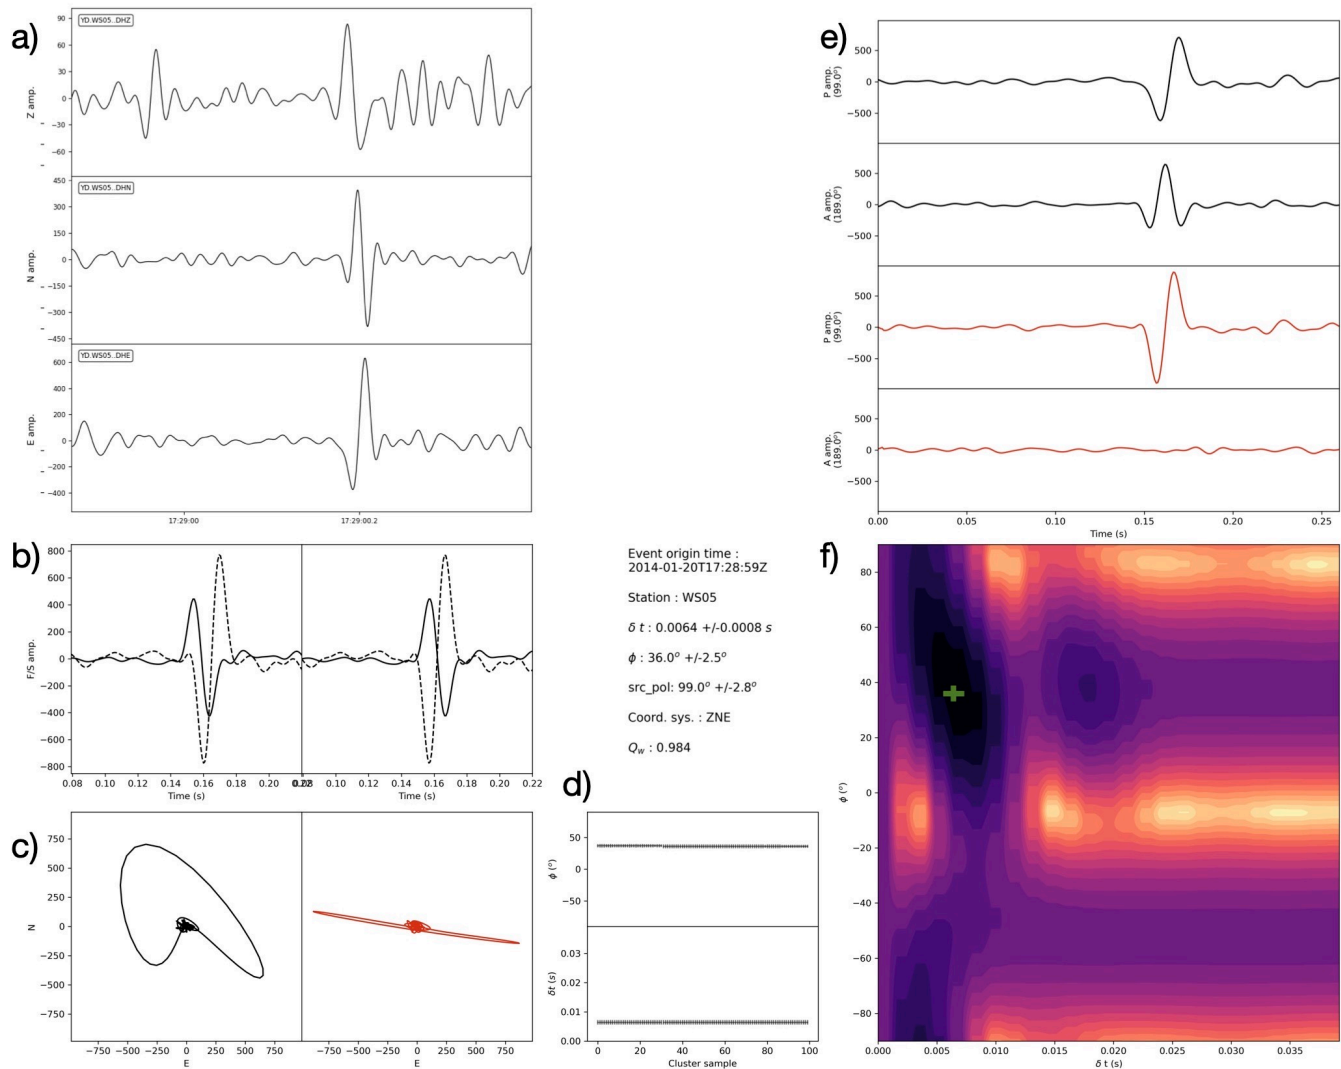 a)
YD.WS05..DHZ
90
60
30
0
−30
−60
Z amp.
YD.WS05..DHN
450
300
150
0
−150
−300
−450
N amp.
YD.WS05..DHE
600
400
200
0
−200
−400
E amp.
17:29:00
17:29:00.2
b)
800
600
400
200
0
−200
−400
−600
−800
F/S amp.
0.08 0.10 0.12 0.14 0.16 0.18 0.20 0.22
Time (s)
0.08 0.10 0.12 0.14 0.16 0.18 0.20 0.22
Time (s)
Event origin time :
2014-01-20T17:28:59Z
Station : WS05
δ t : 0.0064 +/-0.0008 s
ϕ : 36.0° +/-2.5°
src_pol: 99.0° +/-2.8°
Coord. sys. : ZNE
Qw : 0.984
c)
750
500
250
0
−250
−500
−750
N
−750 −500 −250 0 250 500 750
E
−750 −500 −250 0 250 500 750
E
d)
50
0
−50
ϕ (°)
0.03
0.02
0.01
0.00
δt (s)
0 20 40 60 80 100
Cluster sample
e)
500
0
−500
P amp.
(99.0°)
500
0
−500
A amp.
(189.0°)
500
0
−500
P amp.
(99.0°)
500
0
−500
A amp.
(189.0°)
0.00 0.05 0.10 0.15 0.20 0.25
Time (s)
f)
80
60
40
20
0
−20
−40
−60
−80
ϕ (°)
0.000 0.005 0.010 0.015 0.020 0.025 0.030 0.035
δ t (s)